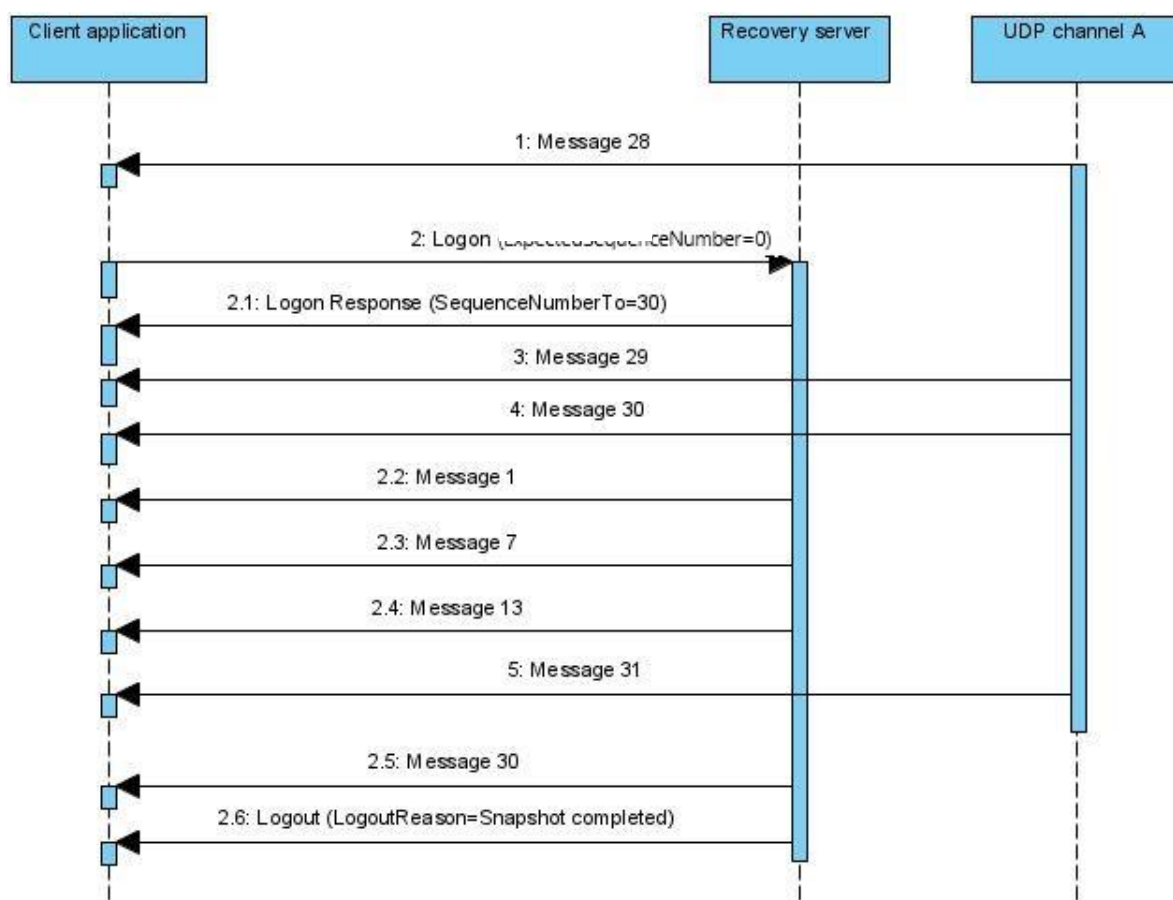 Client application
Recovery server
UDP channel A
1: Message 28
2: Logon (ExpectedSequenceNumber=0)
2.1: Logon Response (SequenceNumberTo=30)
3: Message 29
4: Message 30
2.2: Message 1
2.3: Message 7
2.4: Message 13
5: Message 31
2.5: Message 30
2.6: Logout (LogoutReason=Snapshot completed)